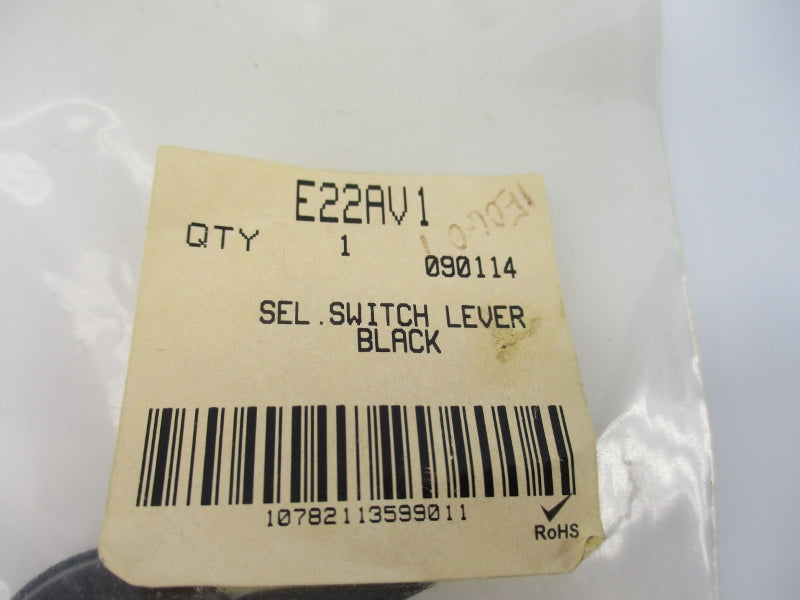 E22AV1
QTY 1
090114
SEL.SWITCH LEVER
BLACK
10782113599011
RoHS